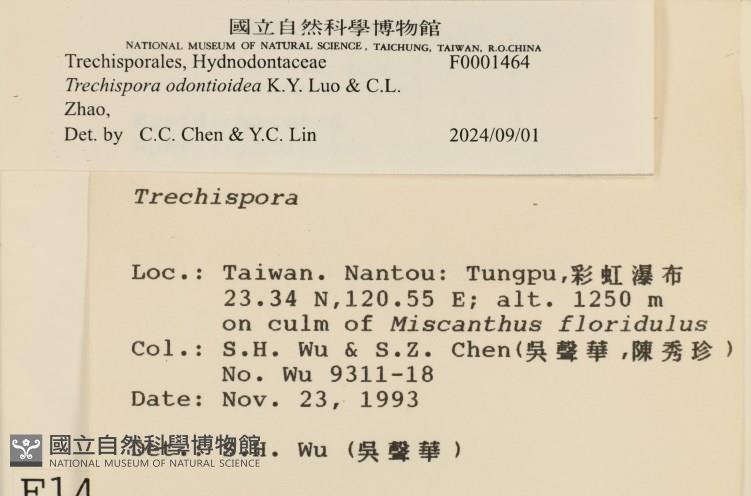 國立自然科學博物館
NATIONAL MUSEUM OF NATURAL SCIENCE, TAICHUNG, TAIWAN, R.O.CHINA
Trechisporales, Hydnodontaceae F0001464
Trechispora odontioidea K.Y. Luo & C.L.
Zhao,
Det. by C.C. Chen & Y.C. Lin 2024/09/01
Trechispora
Loc.: Taiwan. Nantou: Tungpu,彩虹瀑布
23.34 N,120.55 E; alt. 1250 m
on culm of Miscanthus floridulus
Col.: S.H. Wu & S.Z. Chen(吳聲華,陳秀珍)
No. Wu 9311-18
Date: Nov. 23, 1993
Det.: S.H. Wu (吳聲華)
國立自然科學博物館
NATIONAL MUSEUM OF NATURAL SCIENCE
F14